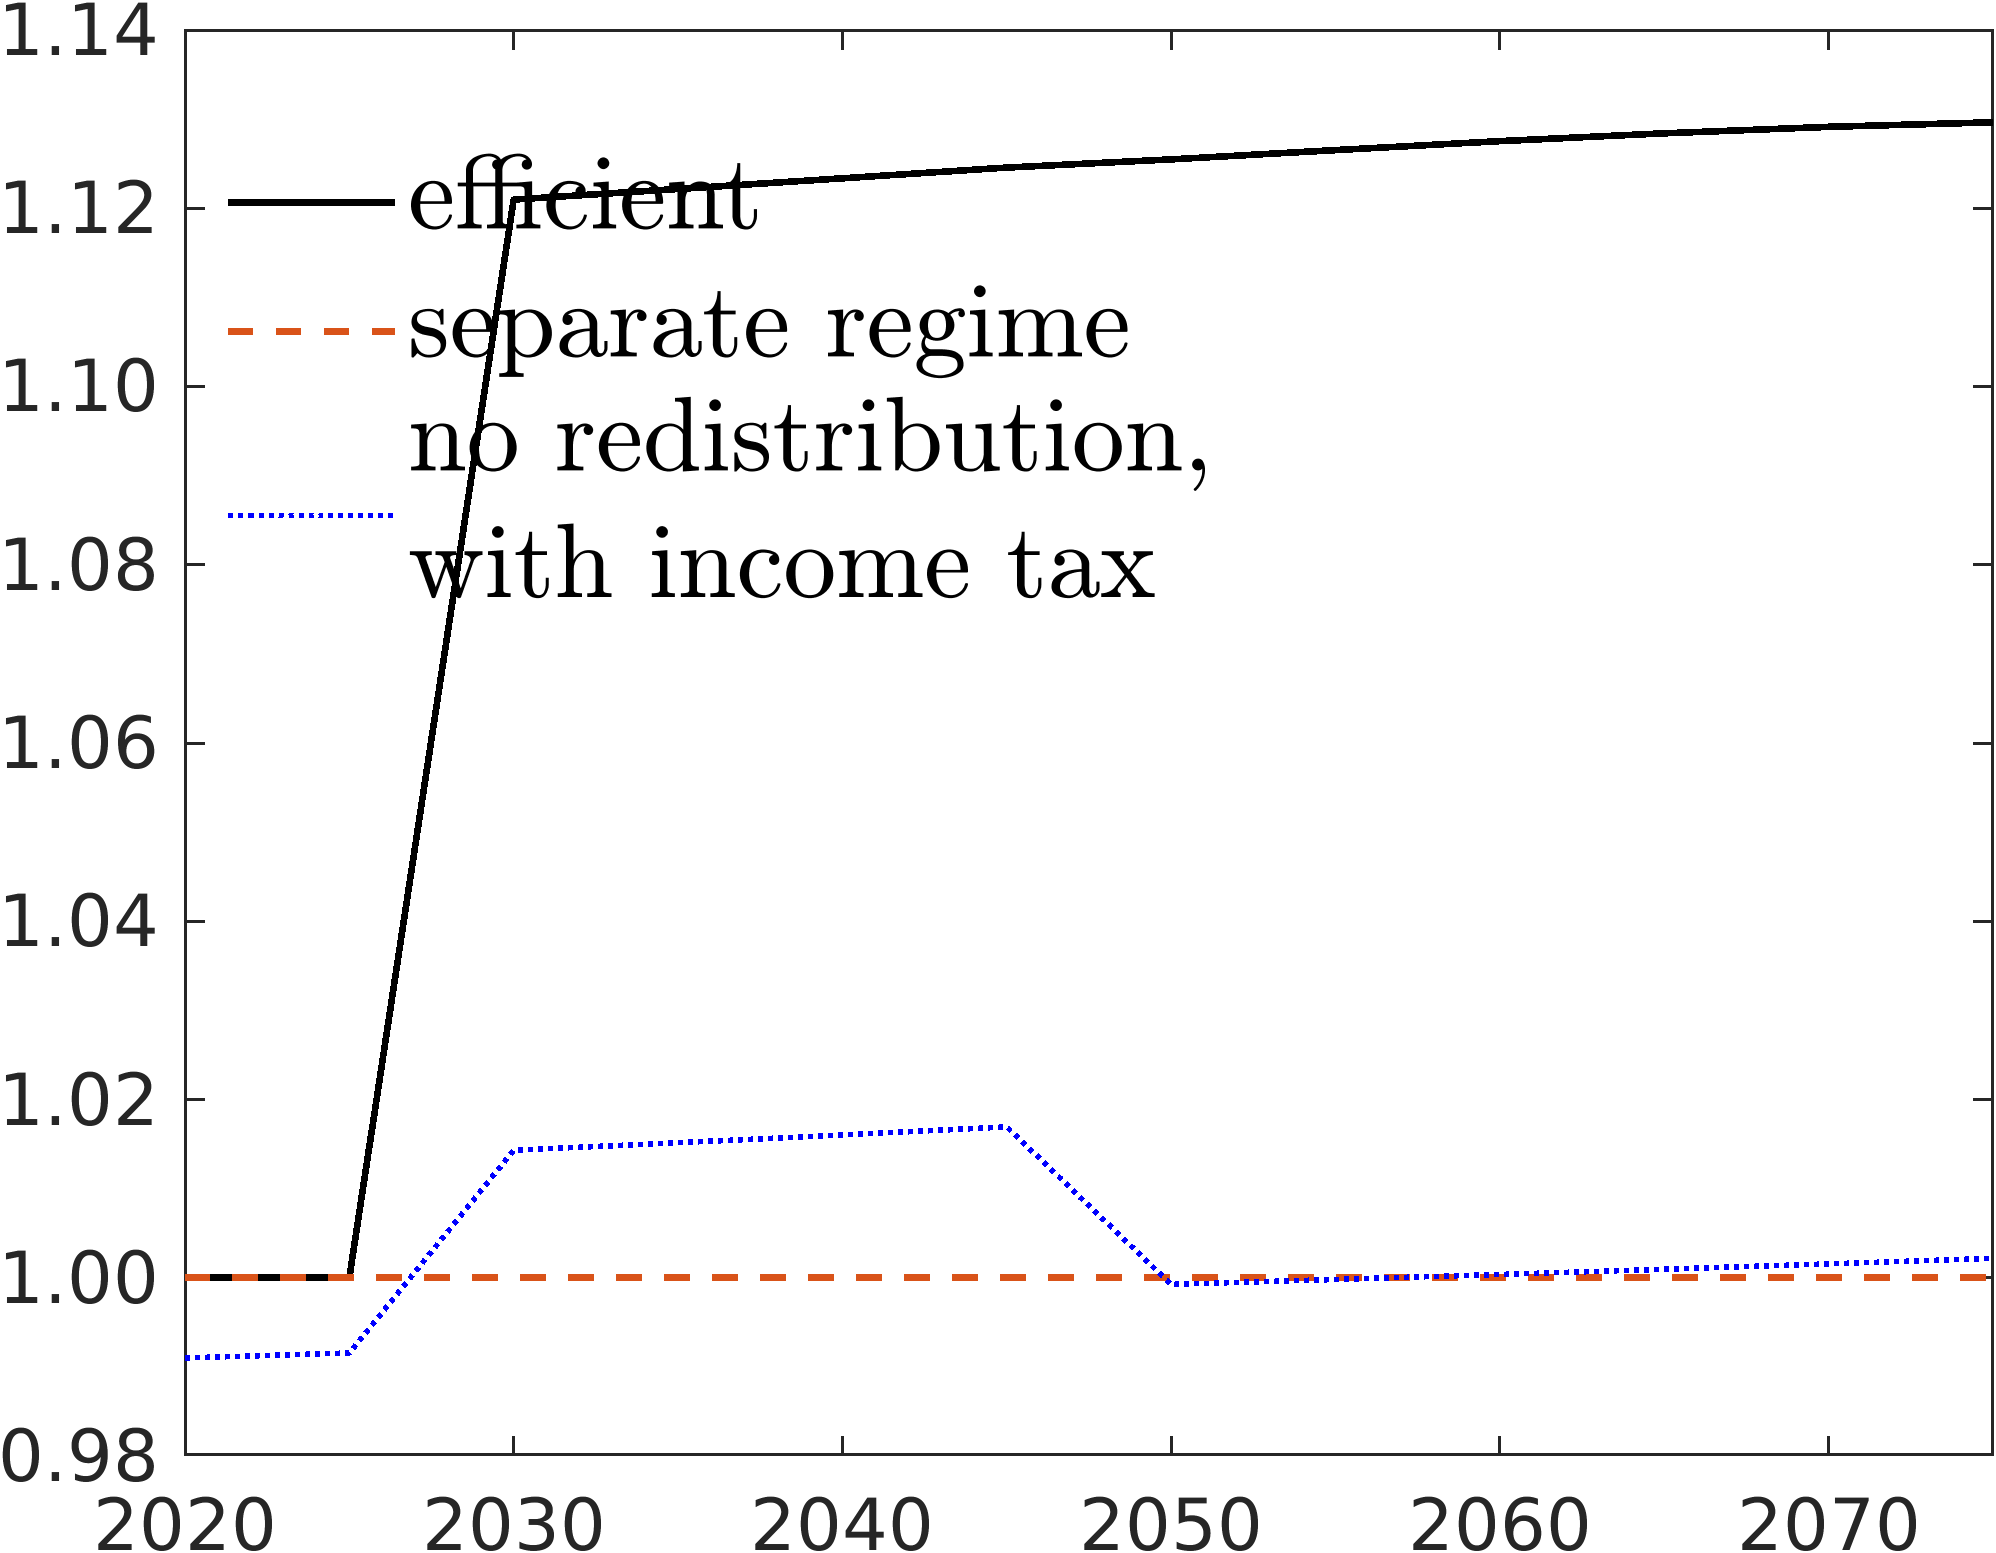 1.14
1.12
1.10
1.08
1.06
1.04
1.02
1.00
0.98
efficient
separate regime
no redistribution,
with income tax
2020 2030 2040 2050 2060 2070